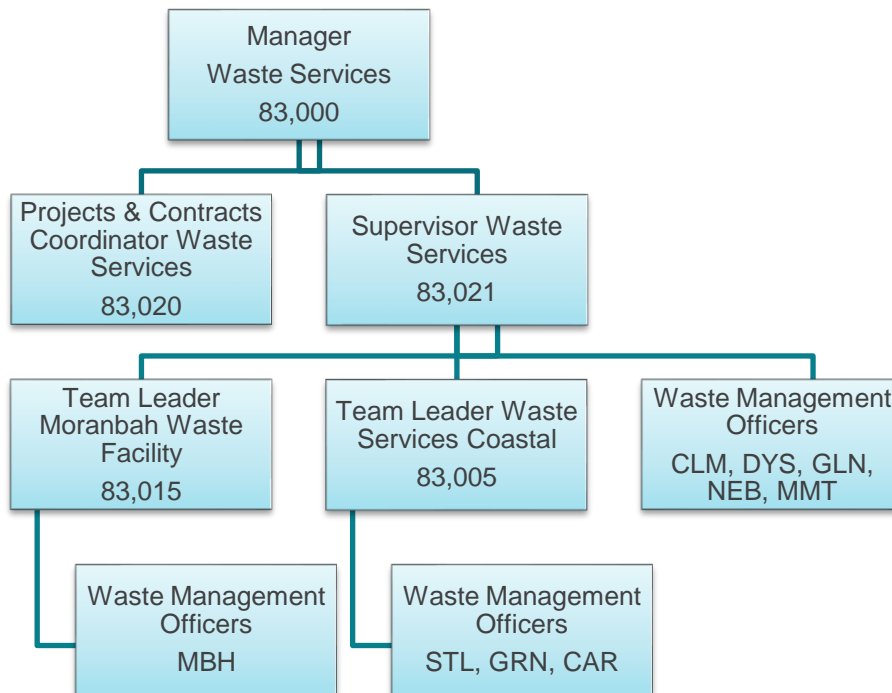 Manager
Waste Services
83,000
Projects & Contracts
Coordinator Waste
Services
83,020
Supervisor Waste
Services
83,021
Team Leader
Moranbah Waste
Facility
83,015
Team Leader Waste
Services Coastal
83,005
Waste Management
Officers
CLM, DYS, GLN,
NEB, MMT
Waste Management
Officers
MBH
Waste Management
Officers
STL, GRN, CAR